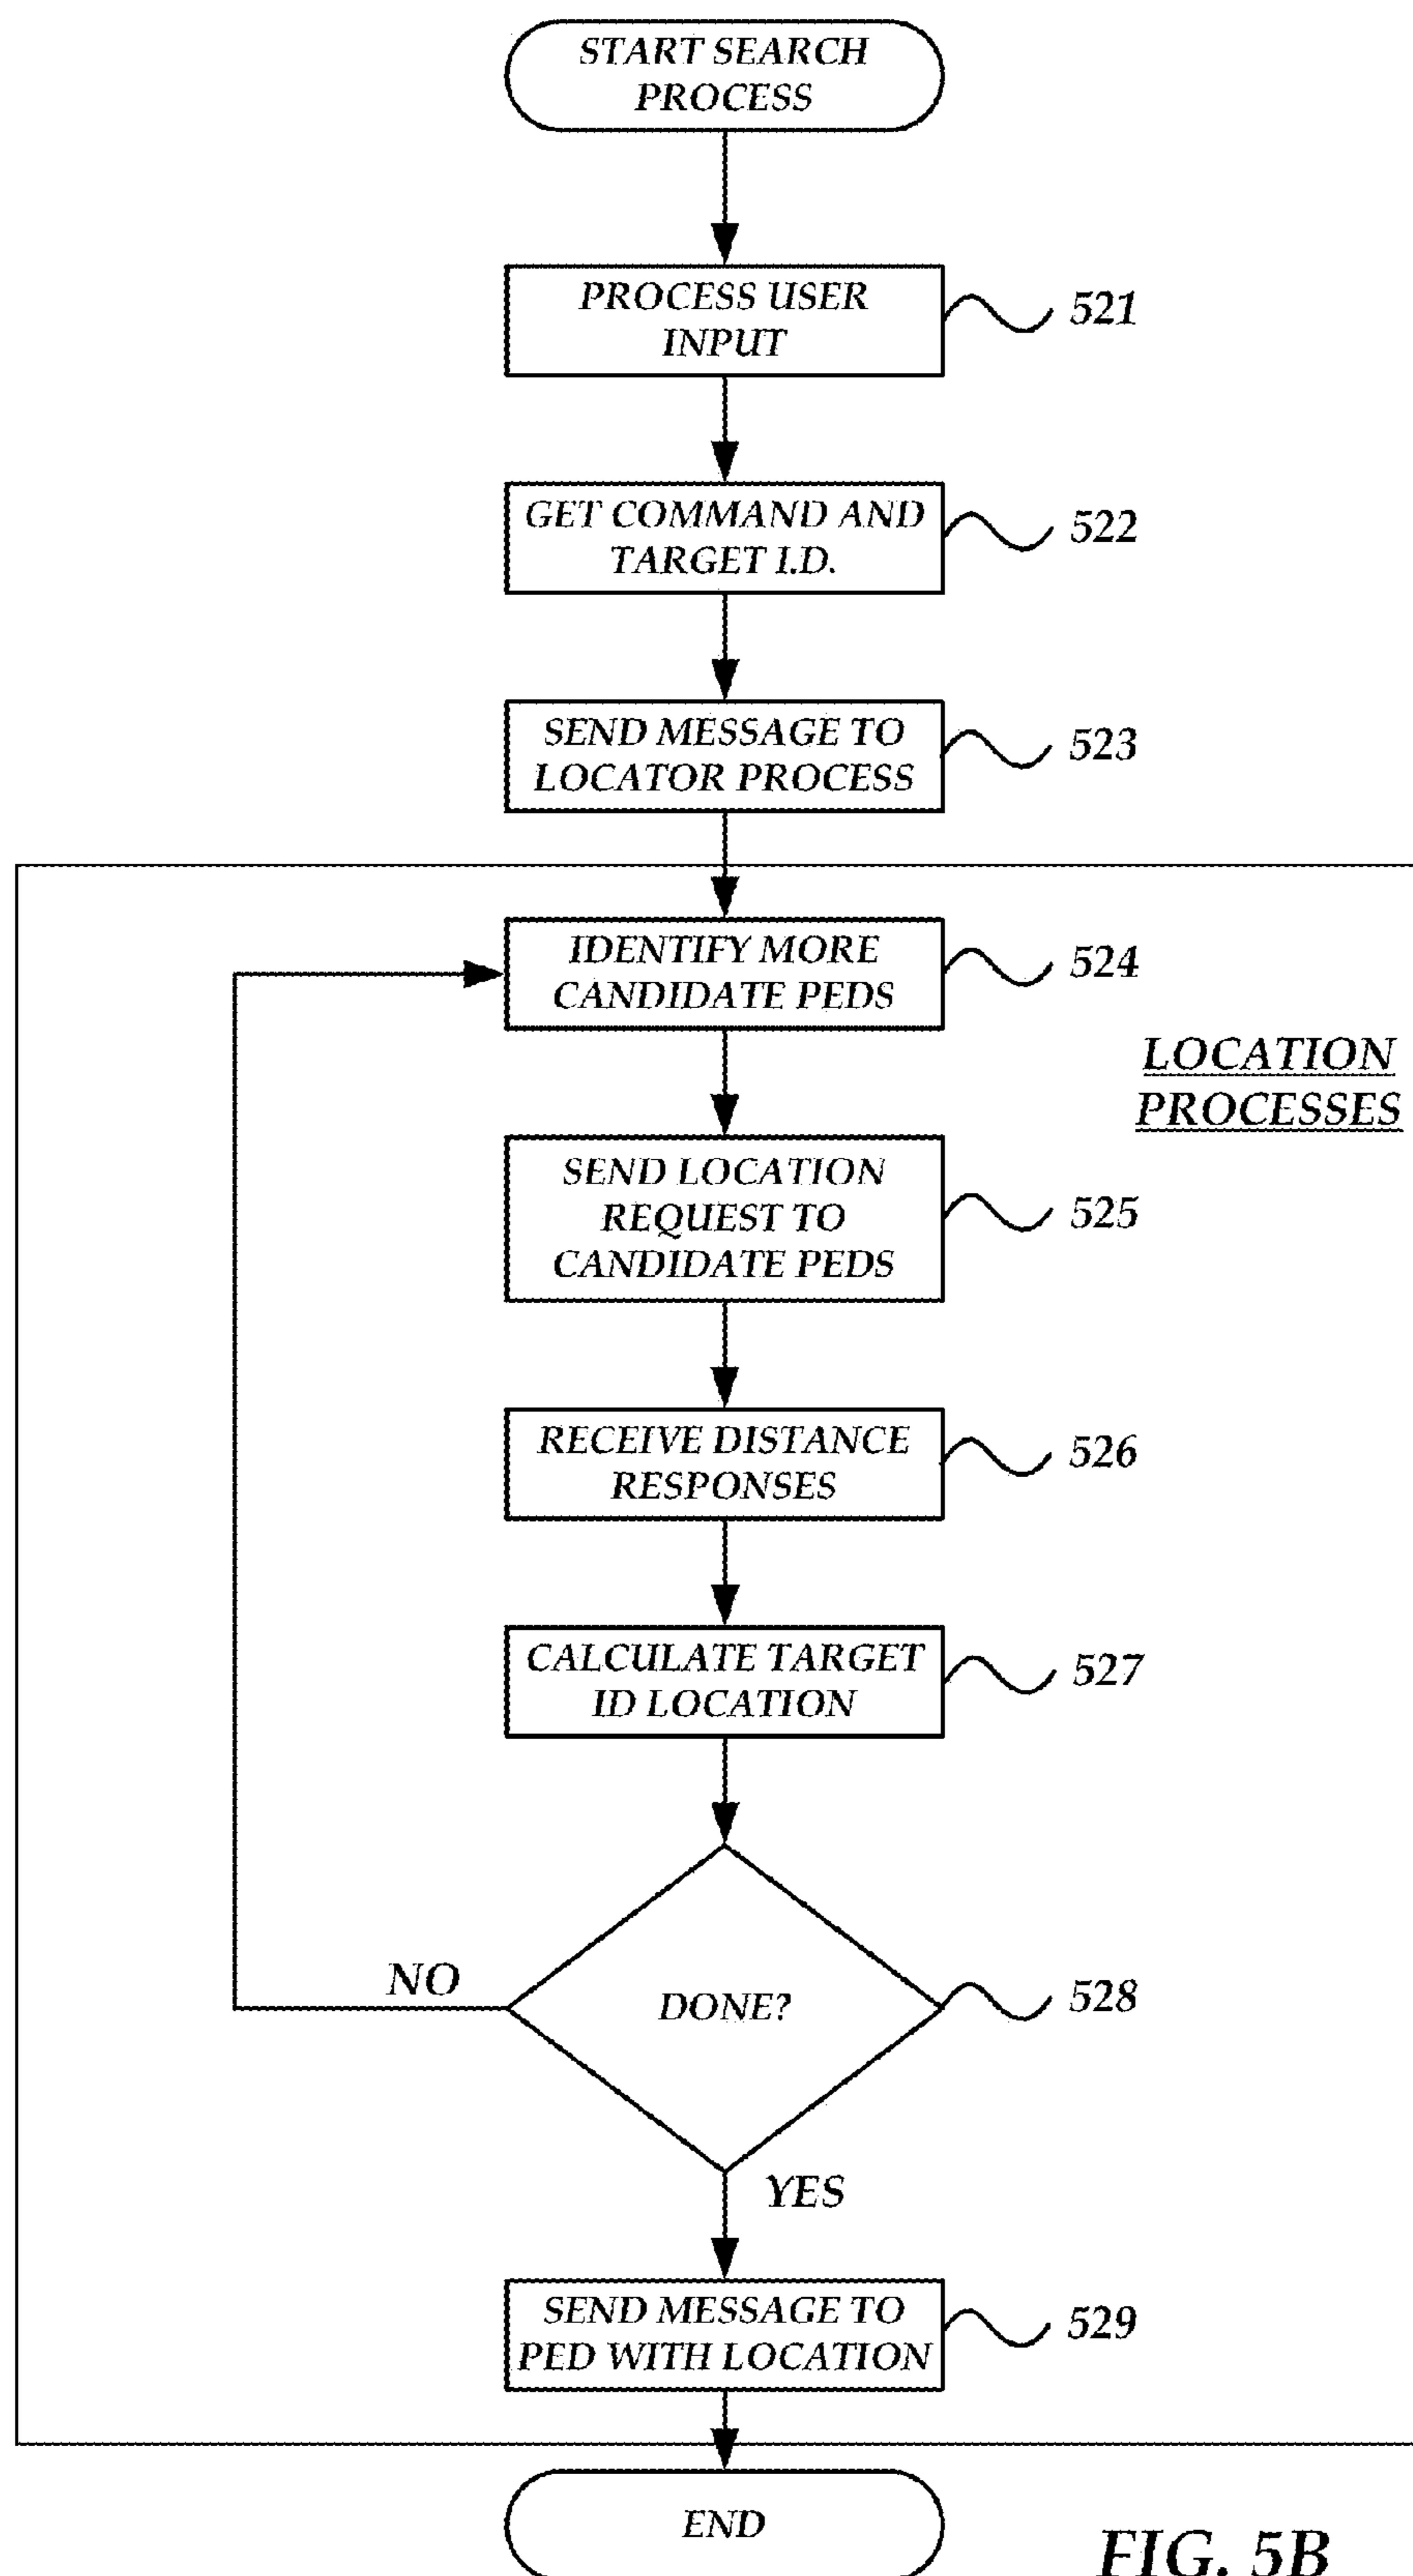 START SEARCH
PROCESS
PROCESS USER
INPUT
521
GET COMMAND AND
TARGET I.D.
522
SEND MESSAGE TO
LOCATOR PROCESS
523
IDENTIFY MORE
CANDIDATE PEDS
524
LOCATION
PROCESSES
SEND LOCATION
REQUEST TO
CANDIDATE PEDS
525
RECEIVE DISTANCE
RESPONSES
526
CALCULATE TARGET
ID LOCATION
527
DONE?
528
NO
YES
SEND MESSAGE TO
PED WITH LOCATION
529
END
FIG. 5B